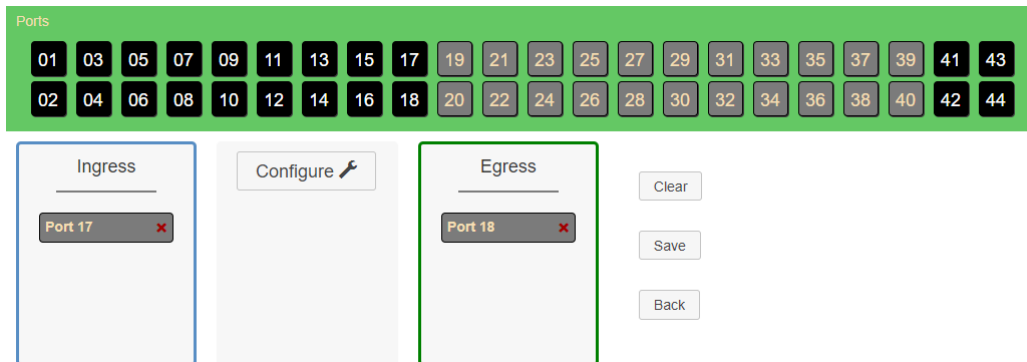 Ports
01 03 05 07 09 11 13 15 17 19 21 23 25 27 29 31 33 35 37 39 41 43
02 04 06 08 10 12 14 16 18 20 22 24 26 28 30 32 34 36 38 40 42 44
Ingress
Port 17
Configure
Egress
Port 18
Clear
Save
Back